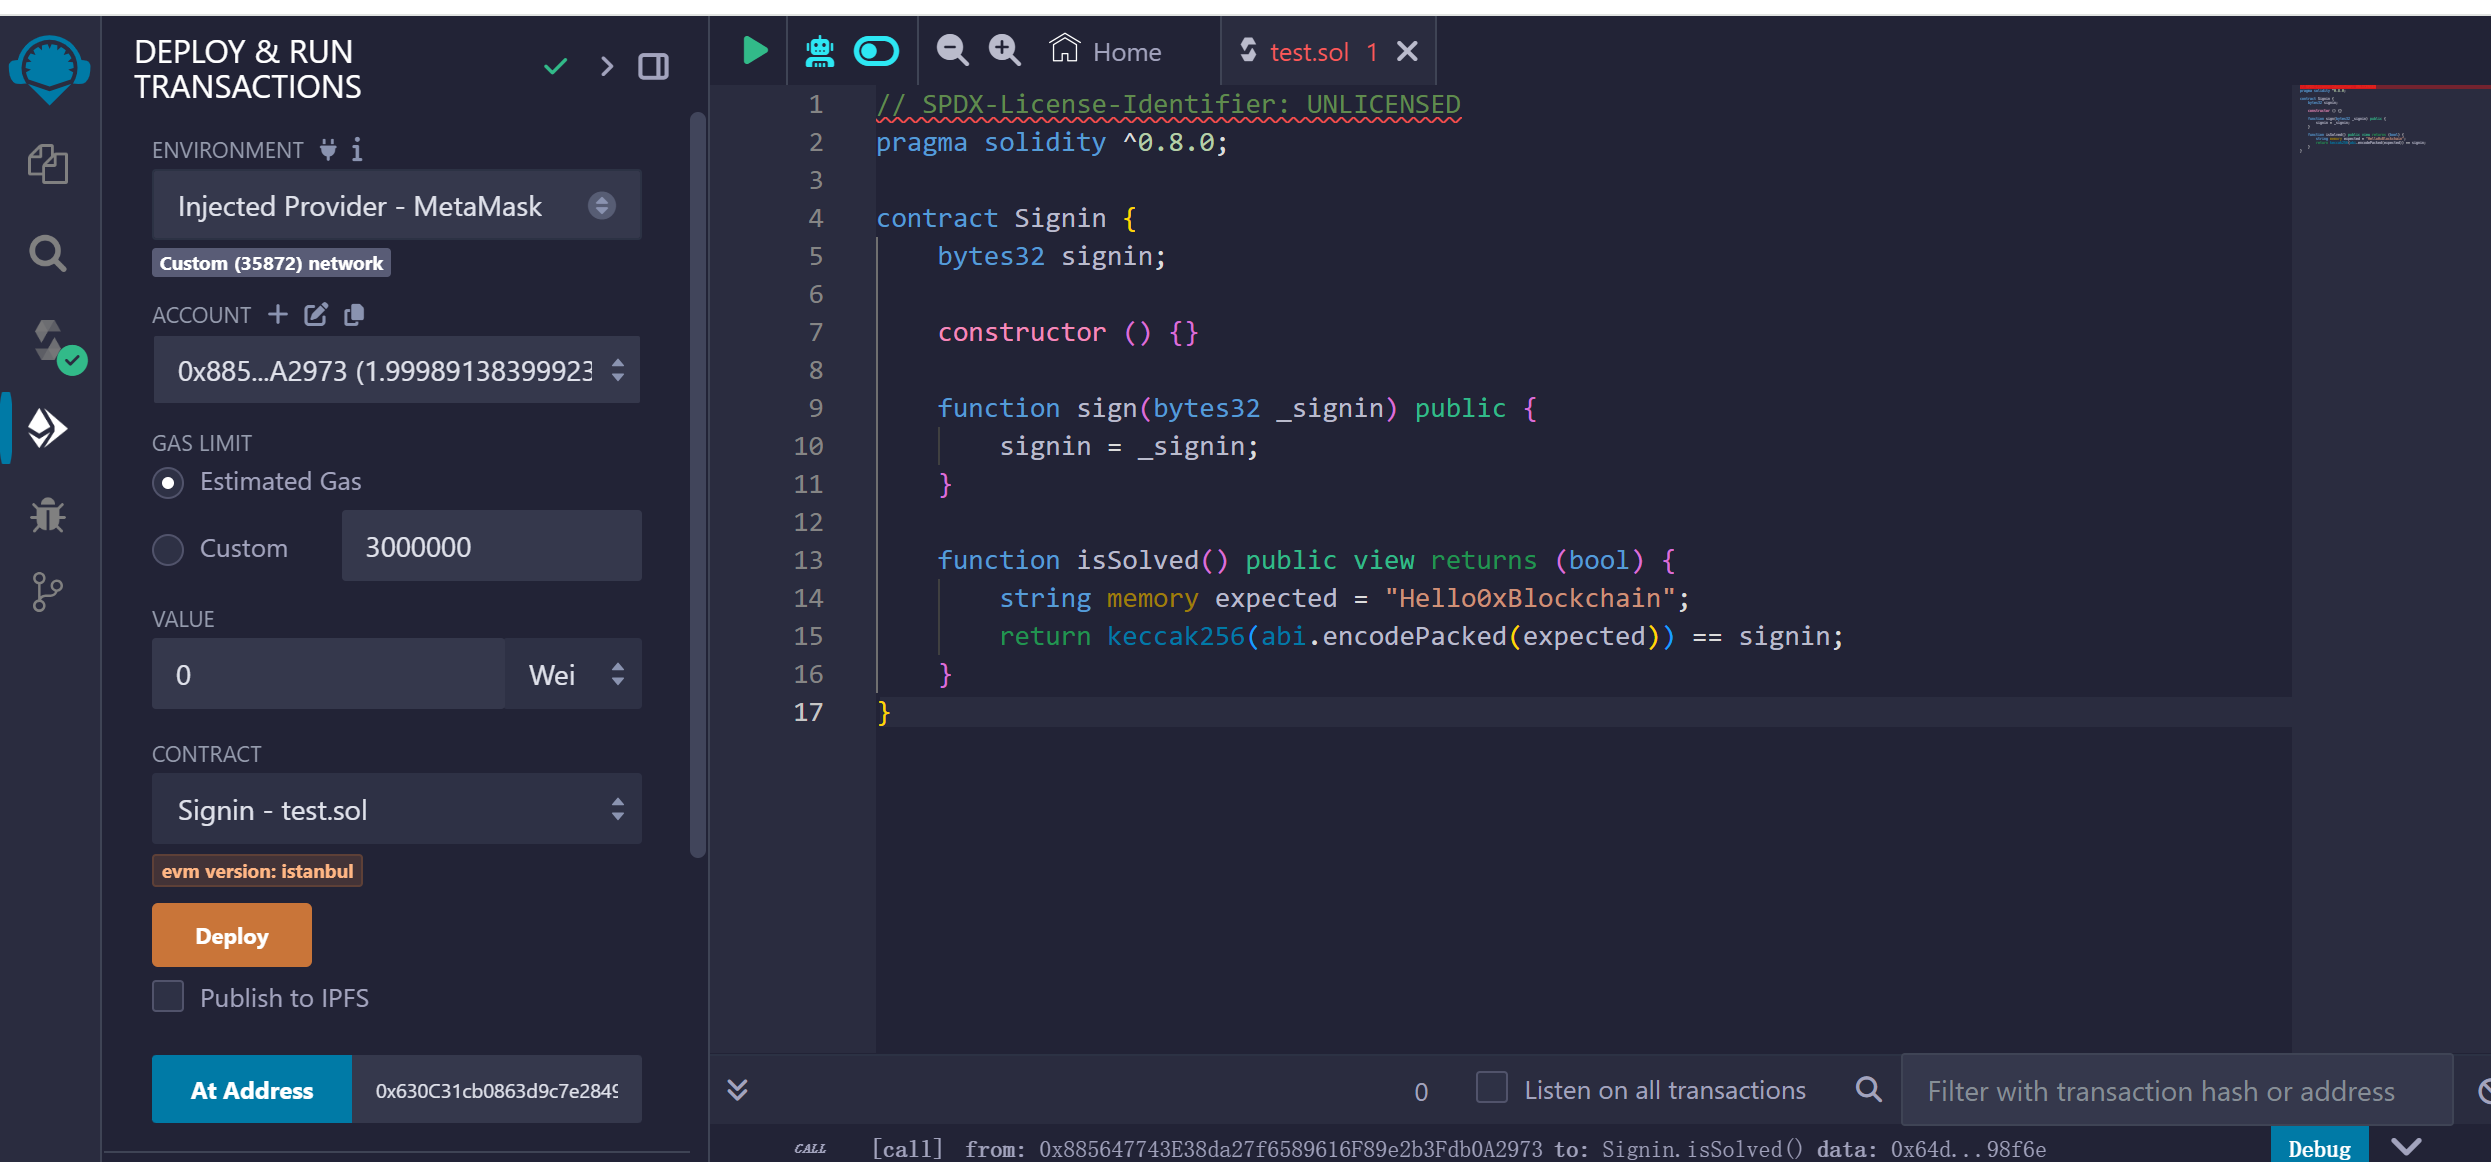 DEPLOY & RUN
TRANSACTIONS
ENVIRONMENT
Injected Provider - MetaMask
Custom (35872) network
ACCOUNT
0x885...A2973 (1.99989138399923
GAS LIMIT
Estimated Gas
Custom
3000000
VALUE
0
Wei
CONTRACT
Signin - test.sol
evm version: istanbul
Deploy
Publish to IPFS
At Address
0x630C31cb0863d9c7e2849
Home
test.sol 1
1 // SPDX-License-Identifier: UNLICENSED
2 pragma solidity ^0.8.0;
3
4 contract Signin {
5 bytes32 signin;
6
7 constructor () {}
8
9 function sign(bytes32 _signin) public {
10 signin = _signin;
11 }
12
13 function isSolved() public view returns (bool) {
14 string memory expected = "Hello0xBlockchain";
15 return keccak256(abi.encodePacked(expected)) == signin;
16 }
17 }
0
Listen on all transactions
Filter with transaction hash or address
CALL [call] from: 0x885647743E38da27f6589616F89e2b3Fdb0A2973 to: Signin.isSolved() data: 0x64d...98f6e
Debug